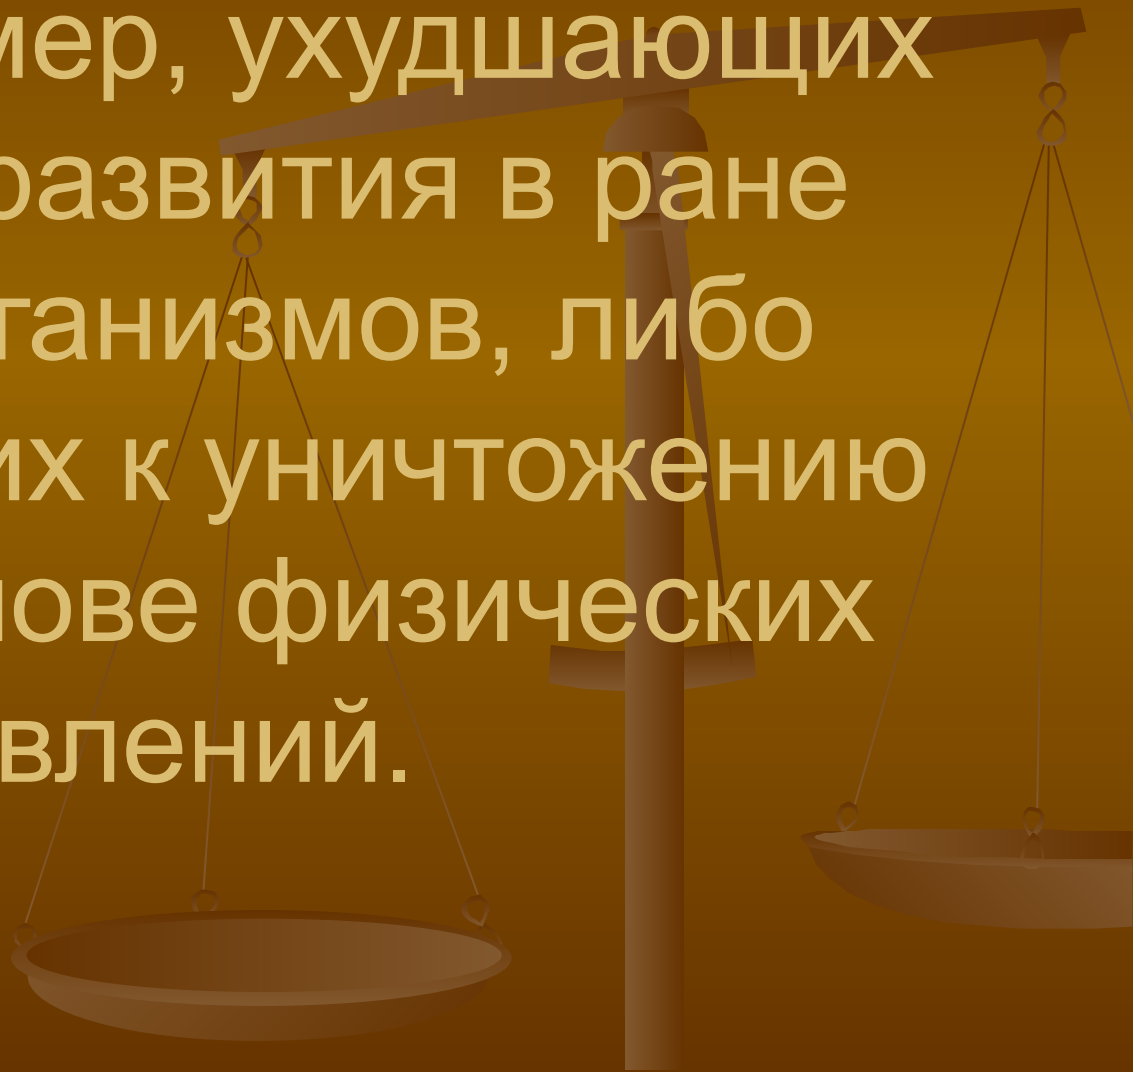 мер, ухудшающих
развития в ране
ганизмов, либо
их к уничтожению
нове физических
влений.